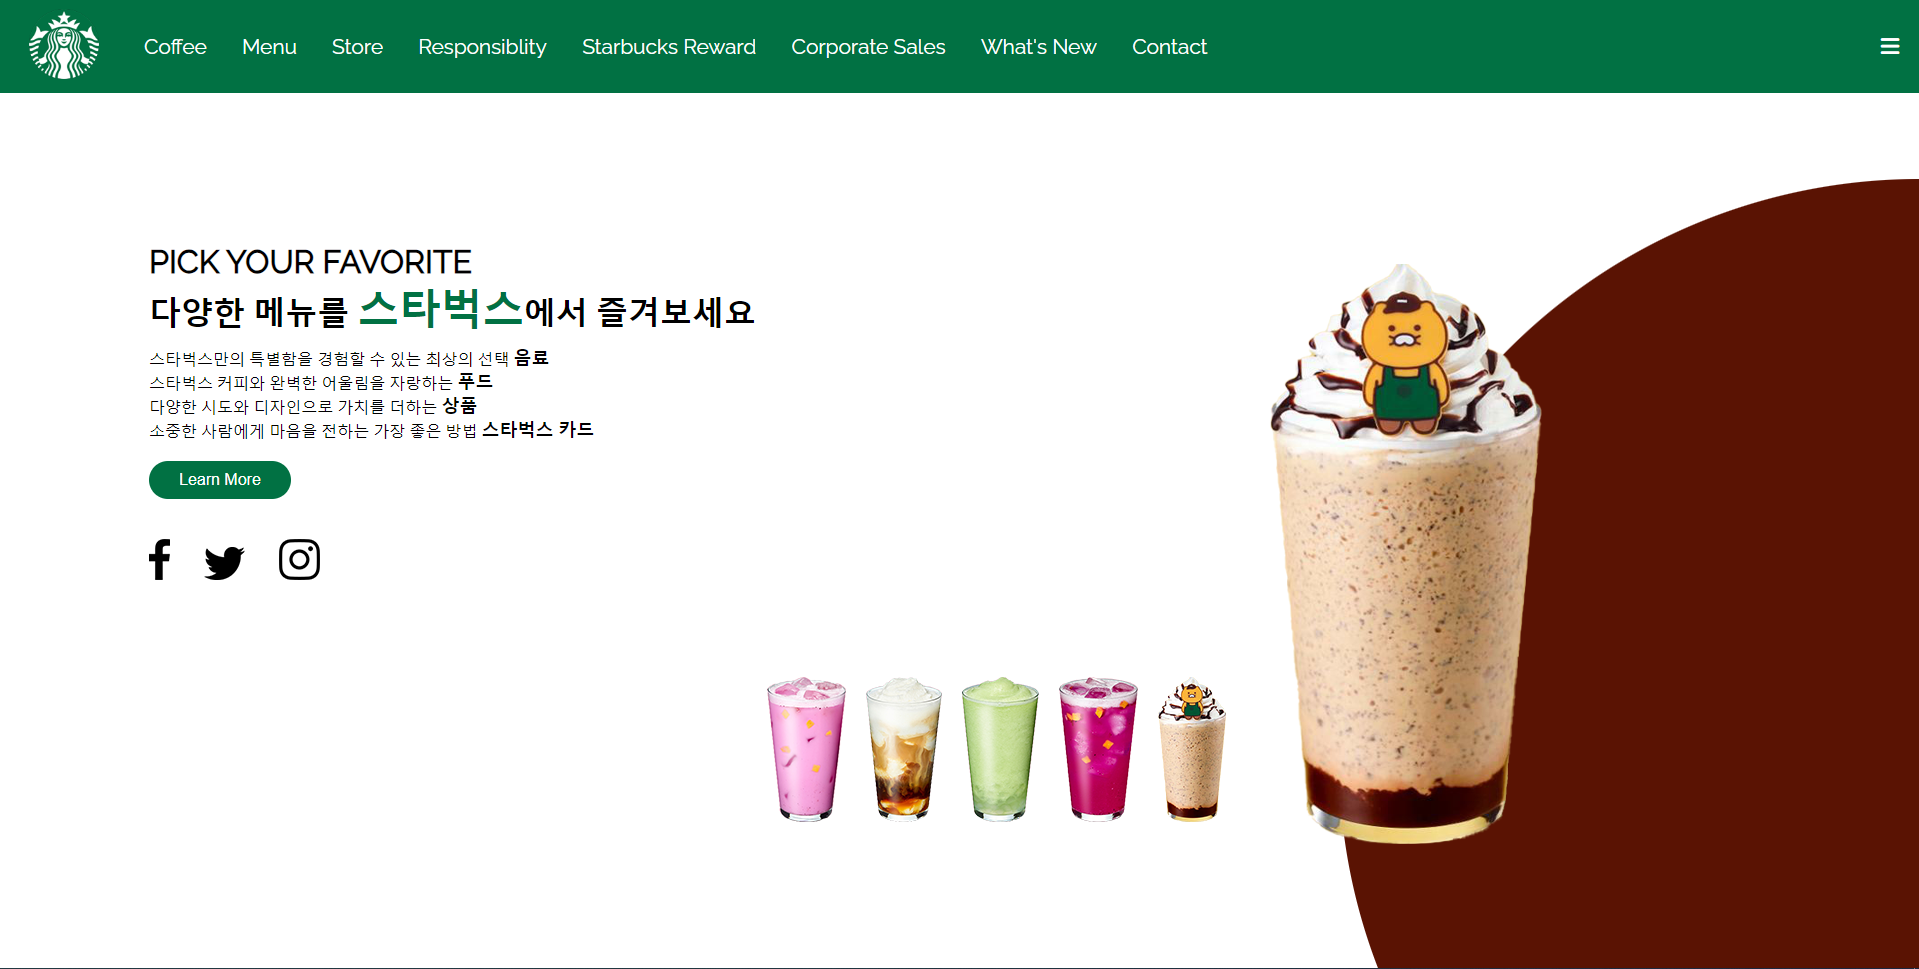 Coffee Menu Store Responsiblity Starbucks Reward Corporate Sales What's New Contact
PICK YOUR FAVORITE
다양한 메뉴를 스타벅스에서 즐겨보세요
스타벅스만의 특별함을 경험할 수 있는 최상의 선택 음료
스타벅스 커피와 완벽한 어울림을 자랑하는 푸드
다양한 시도와 디자인으로 가치를 더하는 상품
소중한 사람에게 마음을 전하는 가장 좋은 방법 스타벅스 카드
Learn More